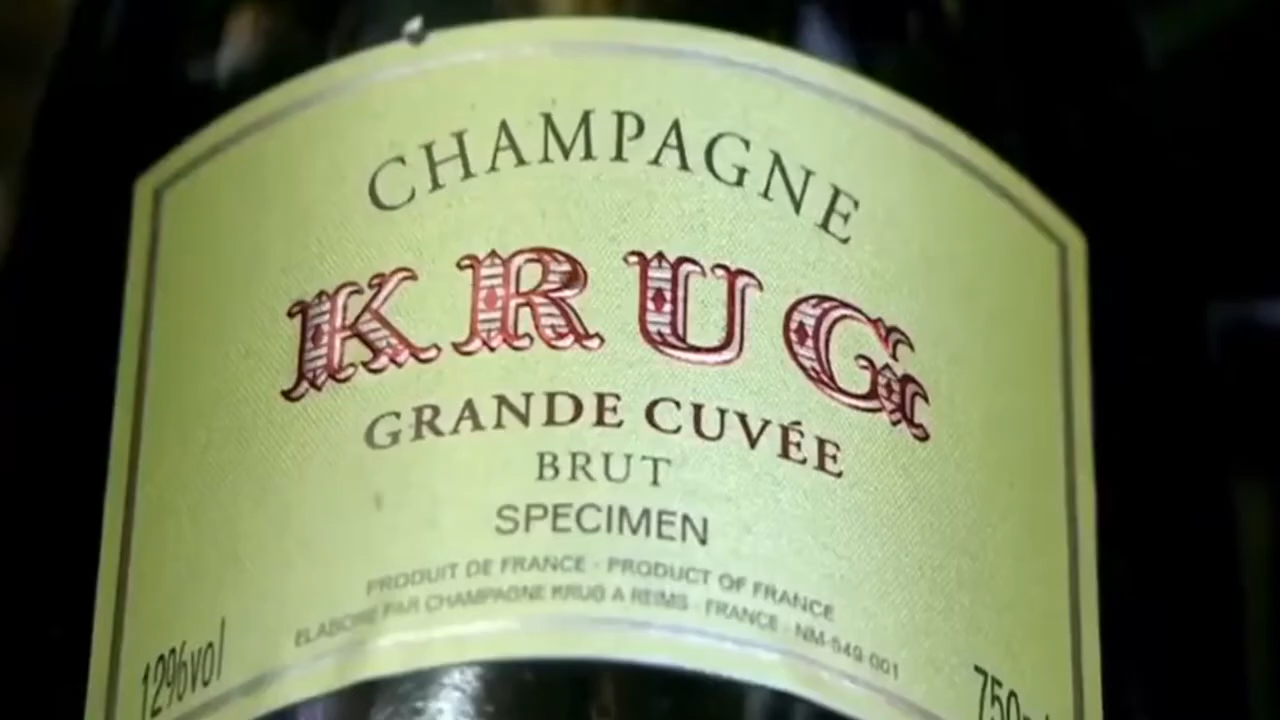 CHAMPAGNE
KRUG
GRANDE CUVÉE
BRUT
SPECIMEN
PRODUIT DE FRANCE · PRODUCT OF FRANCE
ELABORE PAR CHAMPAGNE KRUG A REIMS · FRANCE · NM-549 001
12%vol